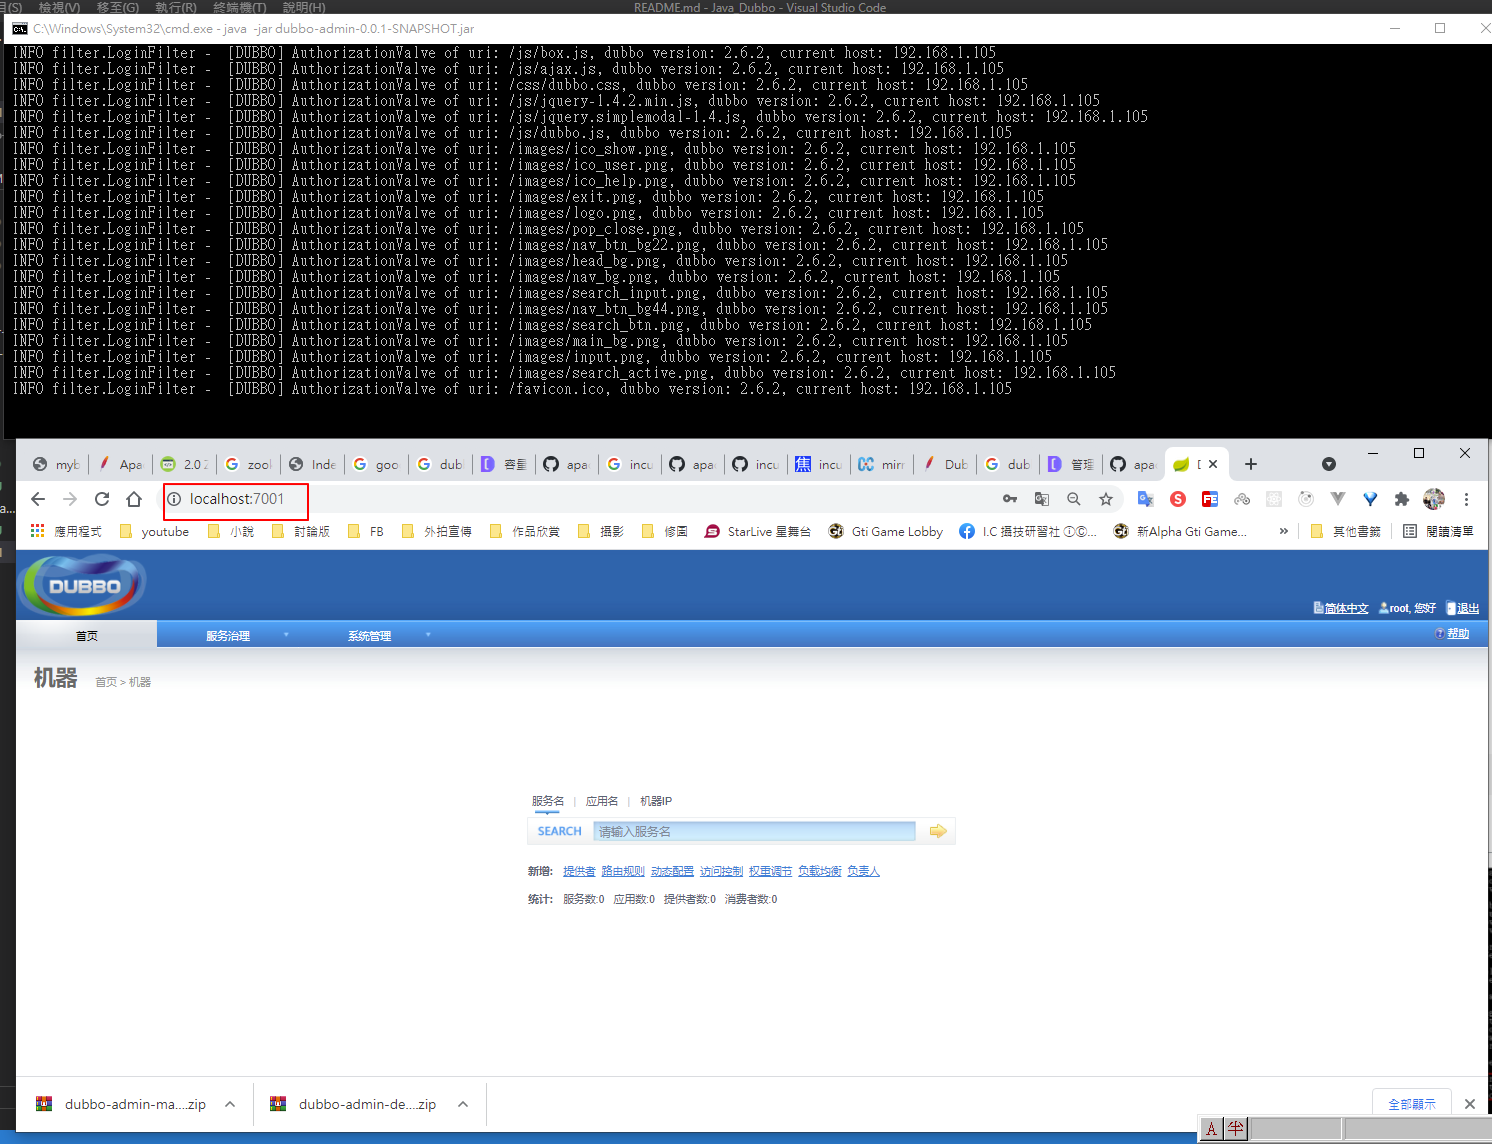 目(S) 檢視(V) 移至(G) 執行(R) 終端機(T) 說明(H) README.md - Java_Dubbo - Visual Studio Code
C:\Windows\System32\cmd.exe - java -jar dubbo-admin-0.0.1-SNAPSHOT.jar
INFO filter.LoginFilter - [DUBBO] AuthorizationValve of uri: /js/box.js, dubbo version: 2.6.2, current host: 192.168.1.105
INFO filter.LoginFilter - [DUBBO] AuthorizationValve of uri: /js/ajax.js, dubbo version: 2.6.2, current host: 192.168.1.105
INFO filter.LoginFilter - [DUBBO] AuthorizationValve of uri: /css/dubbo.css, dubbo version: 2.6.2, current host: 192.168.1.105
INFO filter.LoginFilter - [DUBBO] AuthorizationValve of uri: /js/jquery-1.4.2.min.js, dubbo version: 2.6.2, current host: 192.168.1.105
INFO filter.LoginFilter - [DUBBO] AuthorizationValve of uri: /js/jquery.simplemodal-1.4.js, dubbo version: 2.6.2, current host: 192.168.1.105
INFO filter.LoginFilter - [DUBBO] AuthorizationValve of uri: /js/dubbo.js, dubbo version: 2.6.2, current host: 192.168.1.105
INFO filter.LoginFilter - [DUBBO] AuthorizationValve of uri: /images/ico_show.png, dubbo version: 2.6.2, current host: 192.168.1.105
INFO filter.LoginFilter - [DUBBO] AuthorizationValve of uri: /images/ico_user.png, dubbo version: 2.6.2, current host: 192.168.1.105
INFO filter.LoginFilter - [DUBBO] AuthorizationValve of uri: /images/ico_help.png, dubbo version: 2.6.2, current host: 192.168.1.105
INFO filter.LoginFilter - [DUBBO] AuthorizationValve of uri: /images/exit.png, dubbo version: 2.6.2, current host: 192.168.1.105
INFO filter.LoginFilter - [DUBBO] AuthorizationValve of uri: /images/logo.png, dubbo version: 2.6.2, current host: 192.168.1.105
INFO filter.LoginFilter - [DUBBO] AuthorizationValve of uri: /images/pop_close.png, dubbo version: 2.6.2, current host: 192.168.1.105
INFO filter.LoginFilter - [DUBBO] AuthorizationValve of uri: /images/nav_btn_bg22.png, dubbo version: 2.6.2, current host: 192.168.1.105
INFO filter.LoginFilter - [DUBBO] AuthorizationValve of uri: /images/head_bg.png, dubbo version: 2.6.2, current host: 192.168.1.105
INFO filter.LoginFilter - [DUBBO] AuthorizationValve of uri: /images/nav_bg.png, dubbo version: 2.6.2, current host: 192.168.1.105
INFO filter.LoginFilter - [DUBBO] AuthorizationValve of uri: /images/search_input.png, dubbo version: 2.6.2, current host: 192.168.1.105
INFO filter.LoginFilter - [DUBBO] AuthorizationValve of uri: /images/nav_btn_bg44.png, dubbo version: 2.6.2, current host: 192.168.1.105
INFO filter.LoginFilter - [DUBBO] AuthorizationValve of uri: /images/search_btn.png, dubbo version: 2.6.2, current host: 192.168.1.105
INFO filter.LoginFilter - [DUBBO] AuthorizationValve of uri: /images/main_bg.png, dubbo version: 2.6.2, current host: 192.168.1.105
INFO filter.LoginFilter - [DUBBO] AuthorizationValve of uri: /images/input.png, dubbo version: 2.6.2, current host: 192.168.1.105
INFO filter.LoginFilter - [DUBBO] AuthorizationValve of uri: /images/search_active.png, dubbo version: 2.6.2, current host: 192.168.1.105
INFO filter.LoginFilter - [DUBBO] AuthorizationValve of uri: /favicon.ico, dubbo version: 2.6.2, current host: 192.168.1.105
myb Apa 2.0 zool Inde goo dub 容量 apa incu apa incu 焦 incu mirr Dub dub 管理 apa
localhost:7001
應用程式 youtube 小說 討論版 FB 外拍宣傳 作品欣賞 攝影 修圖 StarLive 星舞台 Gti Game Lobby I.C 攝技研習社 ⓘⒸ... 新Alpha Gti Game... » 其他書籤 閱讀清單
DUBBO
简体中文 root, 您好 退出
首页 服务治理 系统管理 帮助
机器 首页 > 机器
服务名 | 应用名 | 机器IP
SEARCH 请输入服务名
新增: 提供者 路由规则 动态配置 访问控制 权重调节 负载均衡 负责人
统计: 服务数:0 应用数:0 提供者数:0 消费者数:0
dubbo-admin-ma....zip dubbo-admin-de....zip 全部顯示
A 半